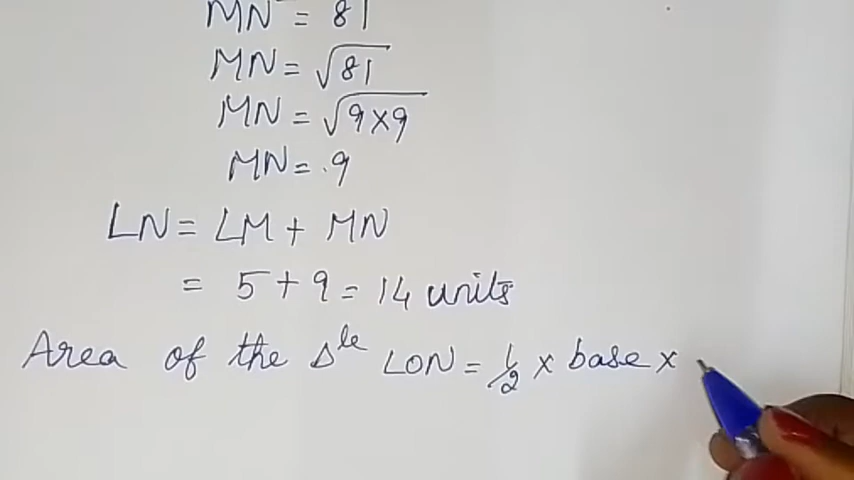 MN² = 81
MN = √81
MN = √9×9
MN = 9
LN = LM + MN
= 5 + 9 = 14 units
Area of the Δle LON = 1/2 × base ×